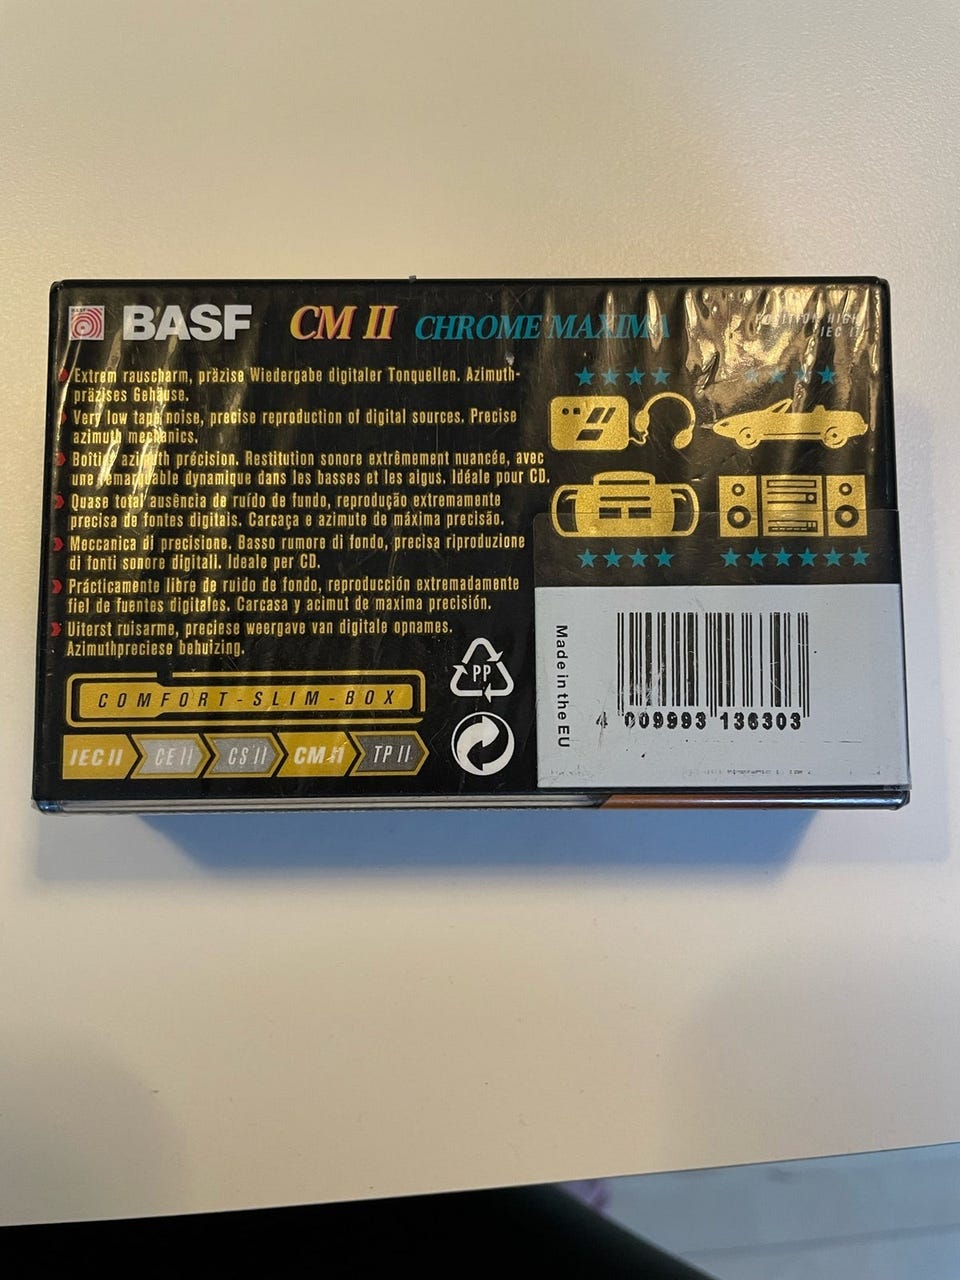 BASF CM II CHROME MAXIMA
POSITION HIGH
IEC II
Extrem rauscharm, präzise Wiedergabe digitaler Tonquellen. Azimuth-
präzises Gehäuse.
Very low tape noise, precise reproduction of digital sources. Precise
azimuth mechanics.
Boîtier azimuth précision. Restitution sonore extrêmement nuancée, avec
une remarquable dynamique dans les basses et les aigus. Idéale pour CD.
Quase total ausência de ruído de fundo, reprodução extremamente
precisa de fontes digitais. Carcaça e azimute de máxima precisão.
Meccanica di precisione. Basso rumore di fondo, precisa riproduzione
di fonti sonore digitali. Ideale per CD.
Prácticamente libre de ruido de fondo, reproducción extremadamente
fiel de fuentes digitales. Carcasa y acimut de maxima precisión.
Uiterst ruisarme, preciese weergave van digitale opnames.
Azimuthpreciese behuizing.
COMFORT-SLIM-BOX
IEC II CE II CS II CM II TP II
PP
Made in the EU
4 009993 136303